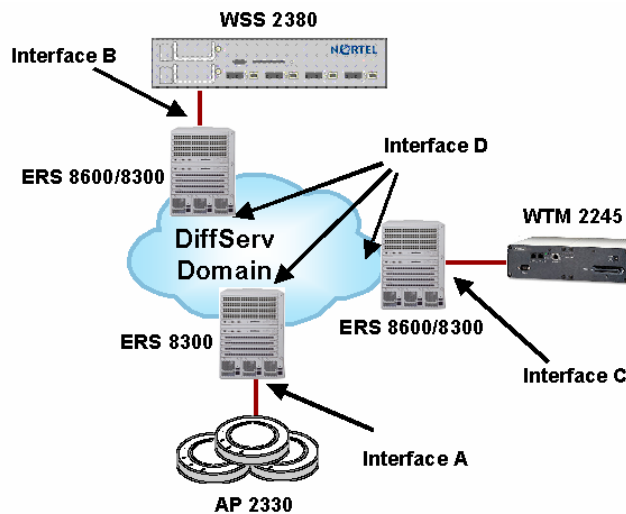 WSS 2380
NORTEL
Interface B
Interface D
ERS 8600/8300
WTM 2245
DiffServ
Domain
ERS 8300
ERS 8600/8300
Interface C
Interface A
AP 2330